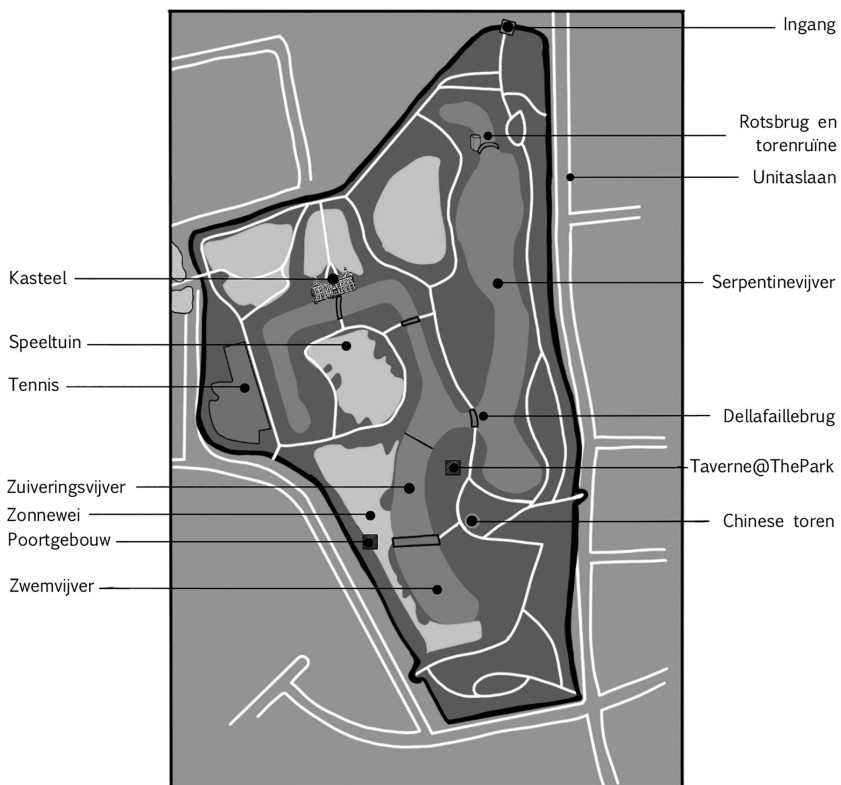 Ingang
Rotsbrug en
torenruïne
Unitaslaan
Kasteel
Serpentinevijver
Speeltuin
Tennis
Dellafaillebrug
Taverne@ThePark
Zuiveringsvijver
Zonnewei
Chinese toren
Poortgebouw
Zwemvijver